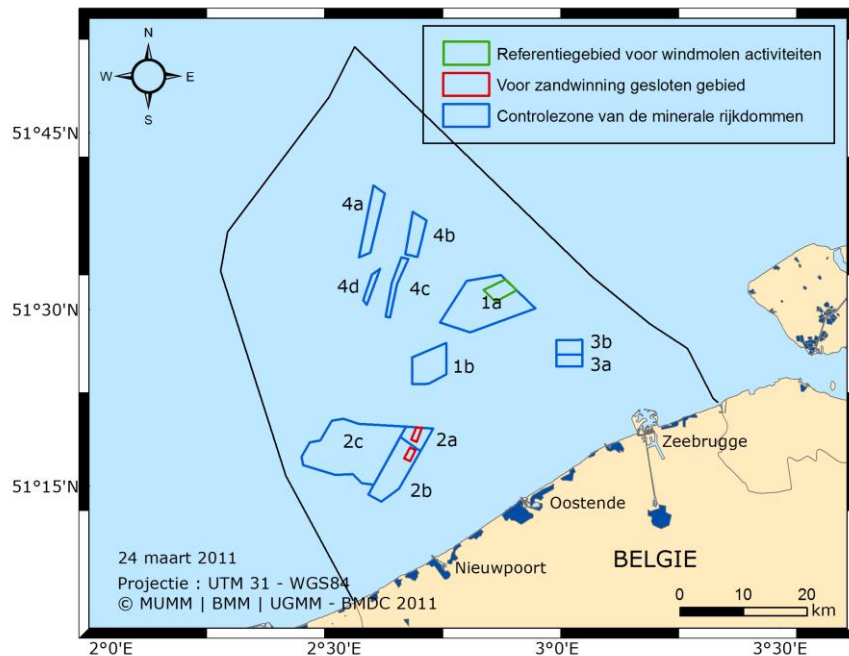 N
W E
S
Referentiegebied voor windmolen activiteiten
Voor zandwinning gesloten gebied
Controlezone van de minerale rijkdommen
51°45'N
4a
4b
4d
4c
51°30'N
1a
3b
3a
1b
2c
2a
Zeebrugge
51°15'N
2b
Oostende
24 maart 2011
BELGIE
Projectie : UTM 31 - WGS84
Nieuwpoort
© MUMM | BMM | UGMM - BMDC 2011
0 10 20
km
2°0'E 2°30'E 3°0'E 3°30'E